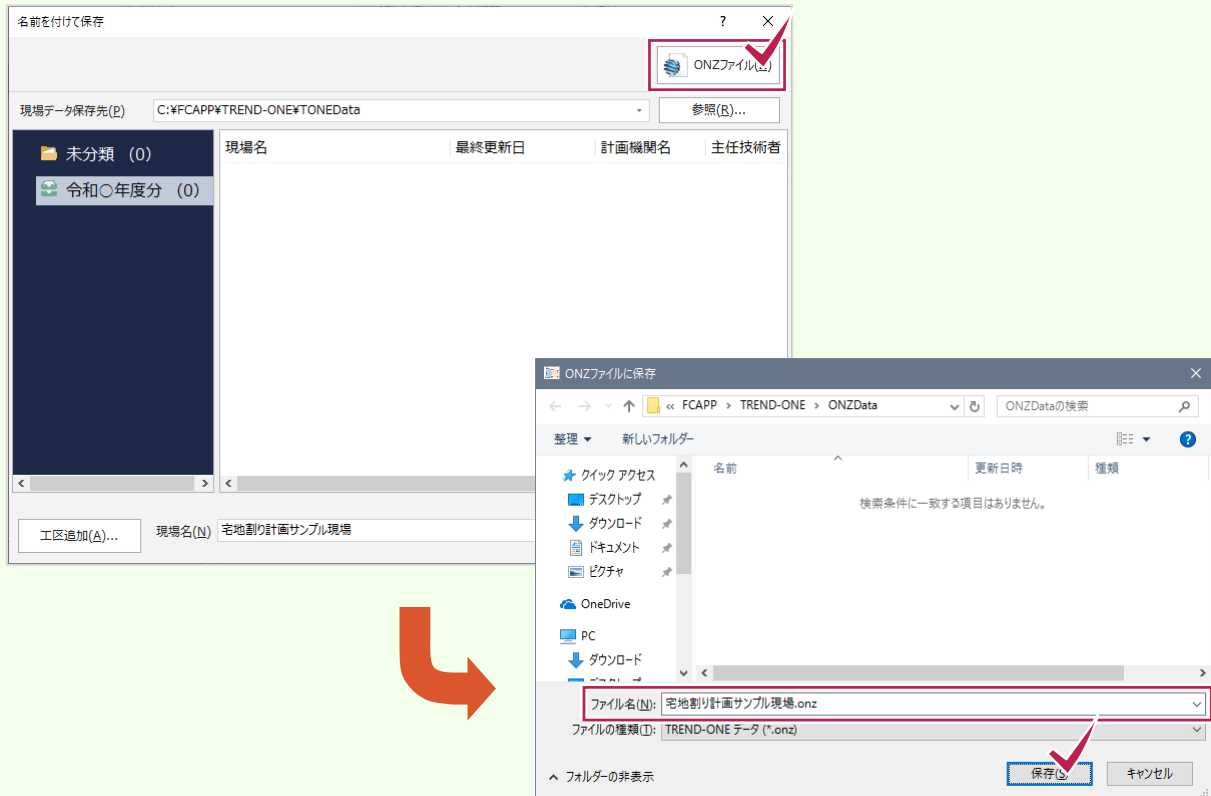 名前を付けて保存
?
ONZファイル(
現場データ保存先(P)
C:¥FCAPP¥TREND-ONE¥TONEData
参照(R)...
未分類 (0)
令和○年度分 (0)
現場名
最終更新日
計画機関名
主任技術者
工区追加(A)...
現場名(N)
宅地割り計画サンプル現場
ONZファイルに保存
« FCAPP › TREND-ONE › ONZData
ONZDataの検索
整理
新しいフォルダー
?
クイック アクセス
デスクトップ
ダウンロード
ドキュメント
ピクチャ
OneDrive
PC
ダウンロード
名前
更新日時
種類
検索条件に一致する項目はありません。
ファイル名(N):
宅地割り計画サンプル現場.onz
ファイルの種類(T):
TREND-ONE データ (*.onz)
フォルダーの非表示
保存(S)
キャンセル